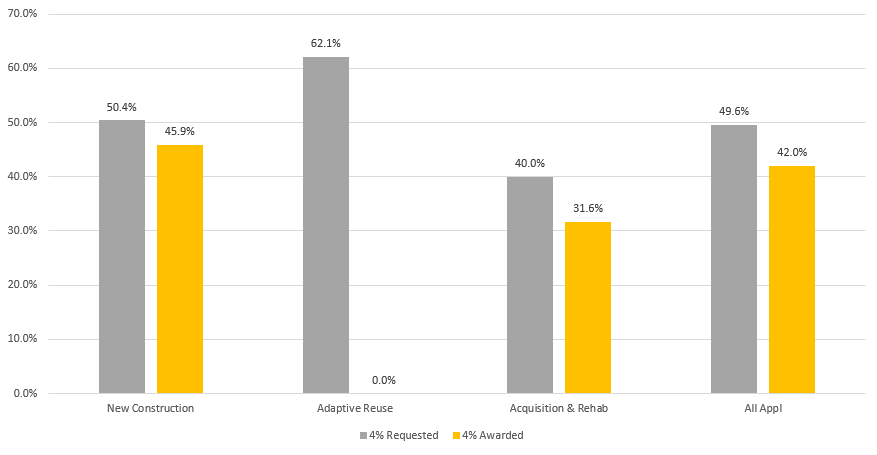 70.0%
60.0%
50.0%
40.0%
30.0%
20.0%
10.0%
0.0%
50.4%
45.9%
62.1%
0.0%
40.0%
31.6%
49.6%
42.0%
New Construction
Adaptive Reuse
Acquisition & Rehab
All Appl
4% Requested
4% Awarded